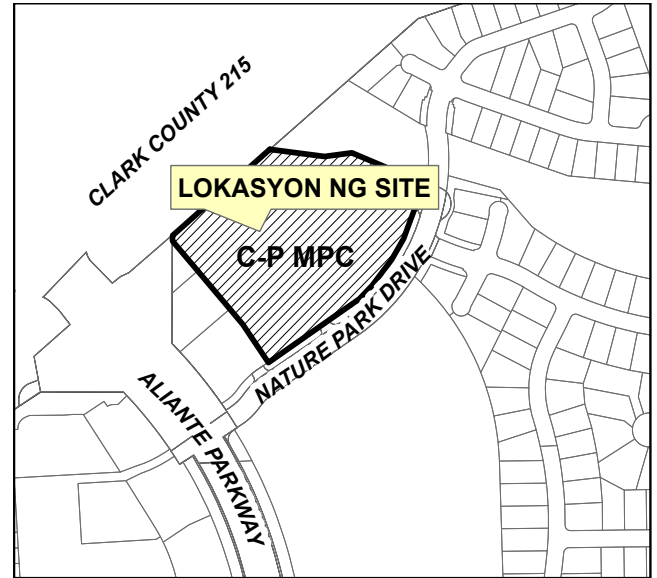 CLARK COUNTY 215
LOKASYON NG SITE
C-P MPC
NATURE PARK DRIVE
ALIANTE PARKWAY